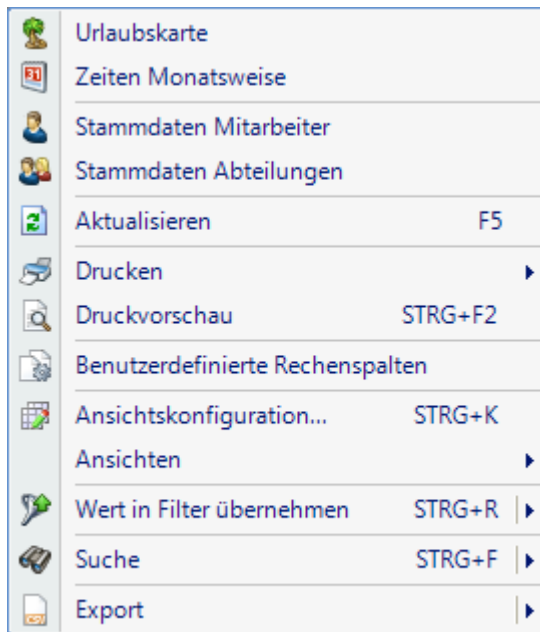 Urlaubskarte
Zeiten Monatsweise
Stammdaten Mitarbeiter
Stammdaten Abteilungen
Aktualisieren F5
Drucken
Druckvorschau STRG+F2
Benutzerdefinierte Rechenspalten
Ansichtskonfiguration... STRG+K
Ansichten
Wert in Filter übernehmen STRG+R
Suche STRG+F
Export